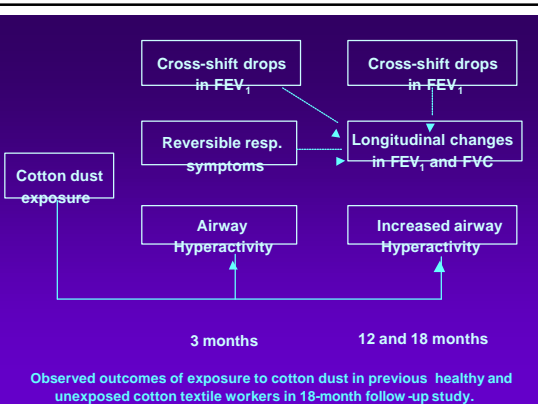 Cross-shift drops
in FEV₁
Cross-shift drops
in FEV₁
Reversible resp.
symptoms
Longitudinal changes
in FEV₁ and FVC
Cotton dust
exposure
Airway
Hyperactivity
Increased airway
Hyperactivity
3 months
12 and 18 months
Observed outcomes of exposure to cotton dust in previous healthy and
unexposed cotton textile workers in 18-month follow-up study.